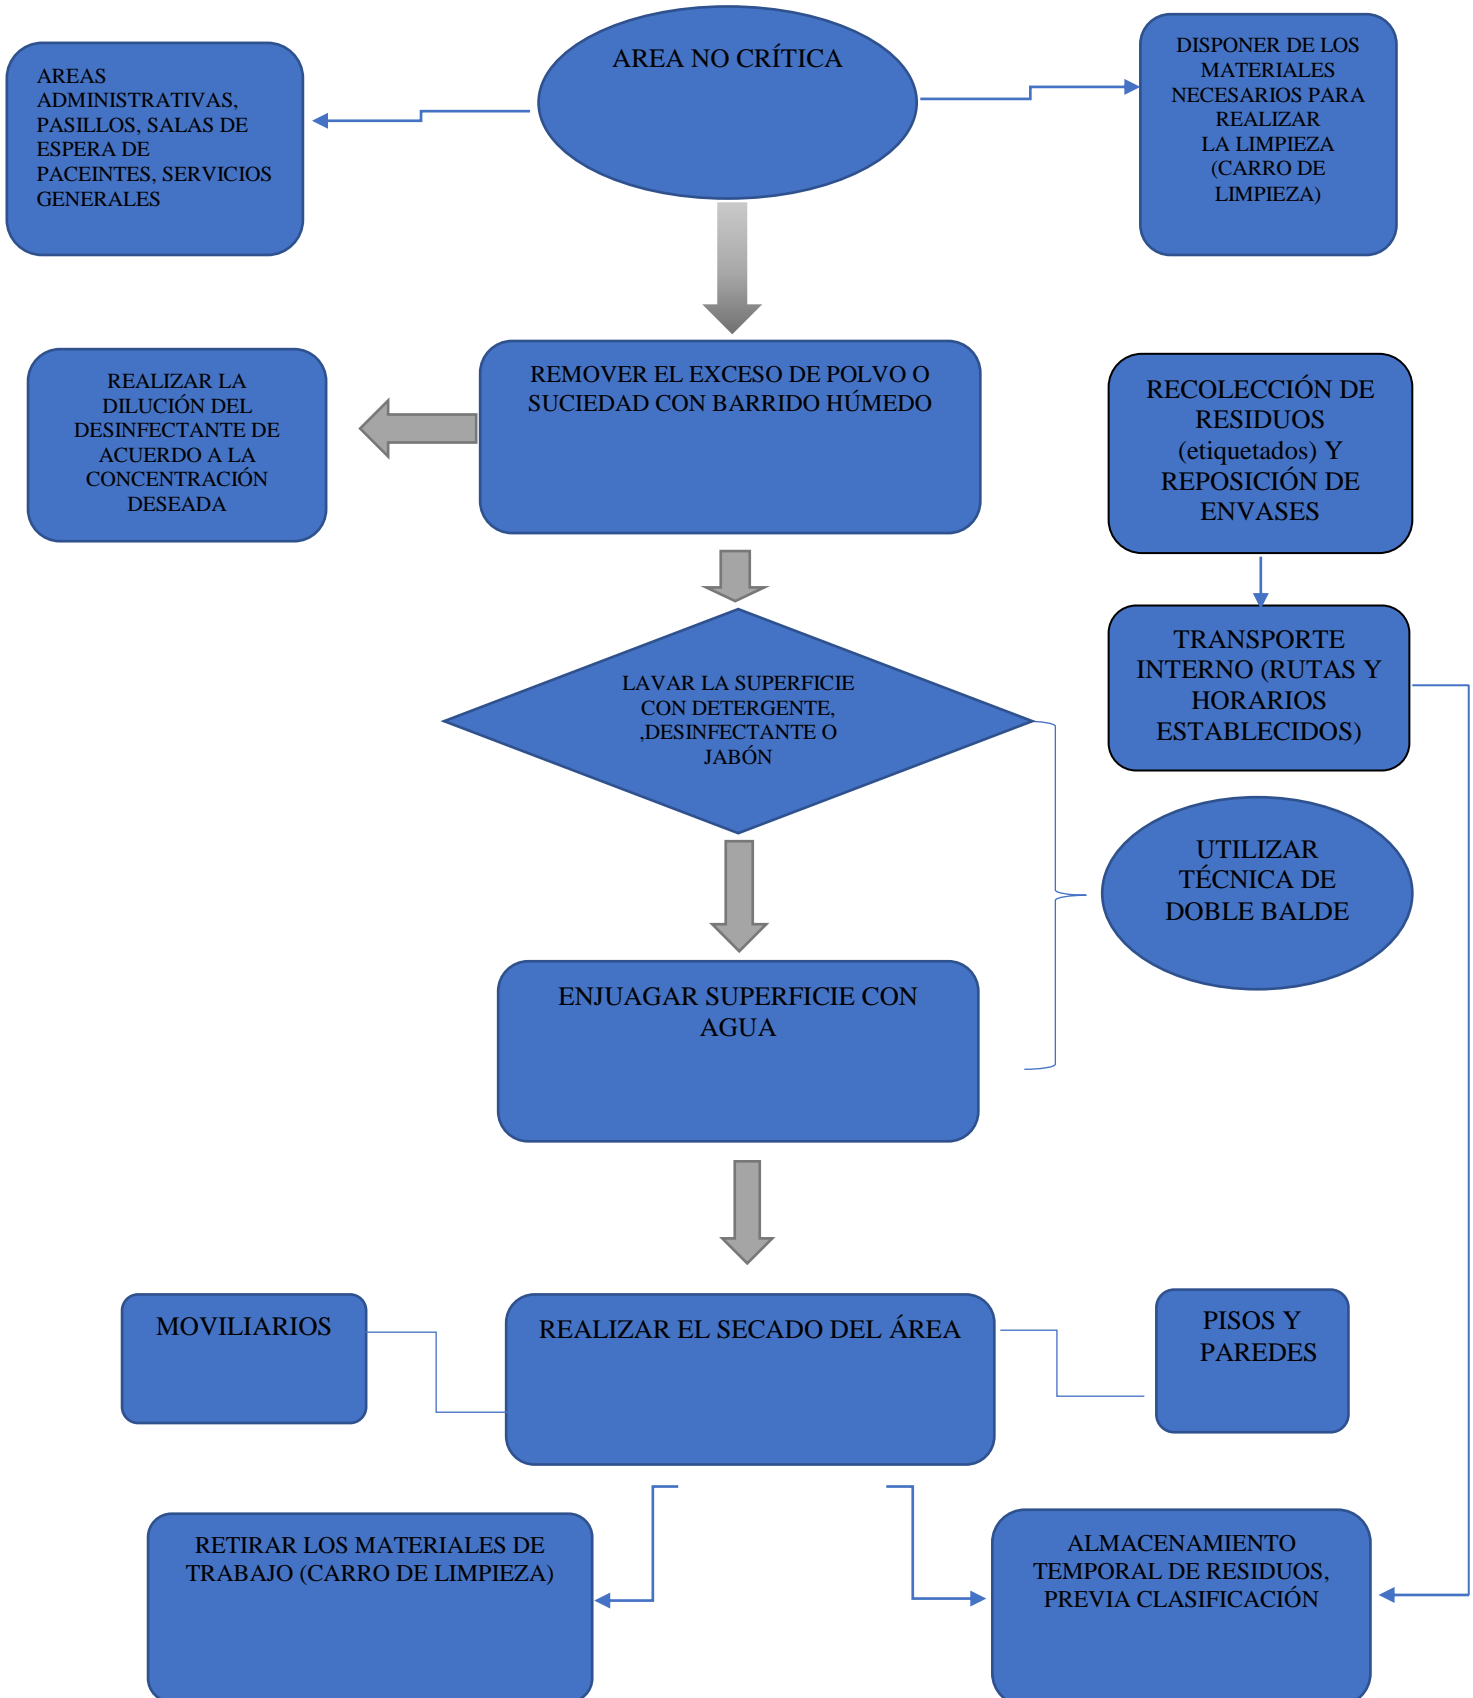 AREA NO CRÍTICA
AREAS
ADMINISTRATIVAS,
PASILLOS, SALAS DE
ESPERA DE
PACEINTES, SERVICIOS
GENERALES
DISPONER DE LOS
MATERIALES
NECESARIOS PARA
REALIZAR
LA LIMPIEZA
(CARRO DE
LIMPIEZA)
REMOVER EL EXCESO DE POLVO O
SUCIEDAD CON BARRIDO HÚMEDO
REALIZAR LA
DILUCIÓN DEL
DESINFECTANTE DE
ACUERDO A LA
CONCENTRACIÓN
DESEADA
RECOLECCIÓN DE
RESIDUOS
(etiquetados) Y
REPOSICIÓN DE
ENVASES
TRANSPORTE
INTERNO (RUTAS Y
HORARIOS
ESTABLECIDOS)
LAVAR LA SUPERFICIE
CON DETERGENTE,
,DESINFECTANTE O
JABÓN
UTILIZAR
TÉCNICA DE
DOBLE BALDE
ENJUAGAR SUPERFICIE CON
AGUA
MOVILIARIOS
REALIZAR EL SECADO DEL ÁREA
PISOS Y
PAREDES
RETIRAR LOS MATERIALES DE
TRABAJO (CARRO DE LIMPIEZA)
ALMACENAMIENTO
TEMPORAL DE RESIDUOS,
PREVIA CLASIFICACIÓN